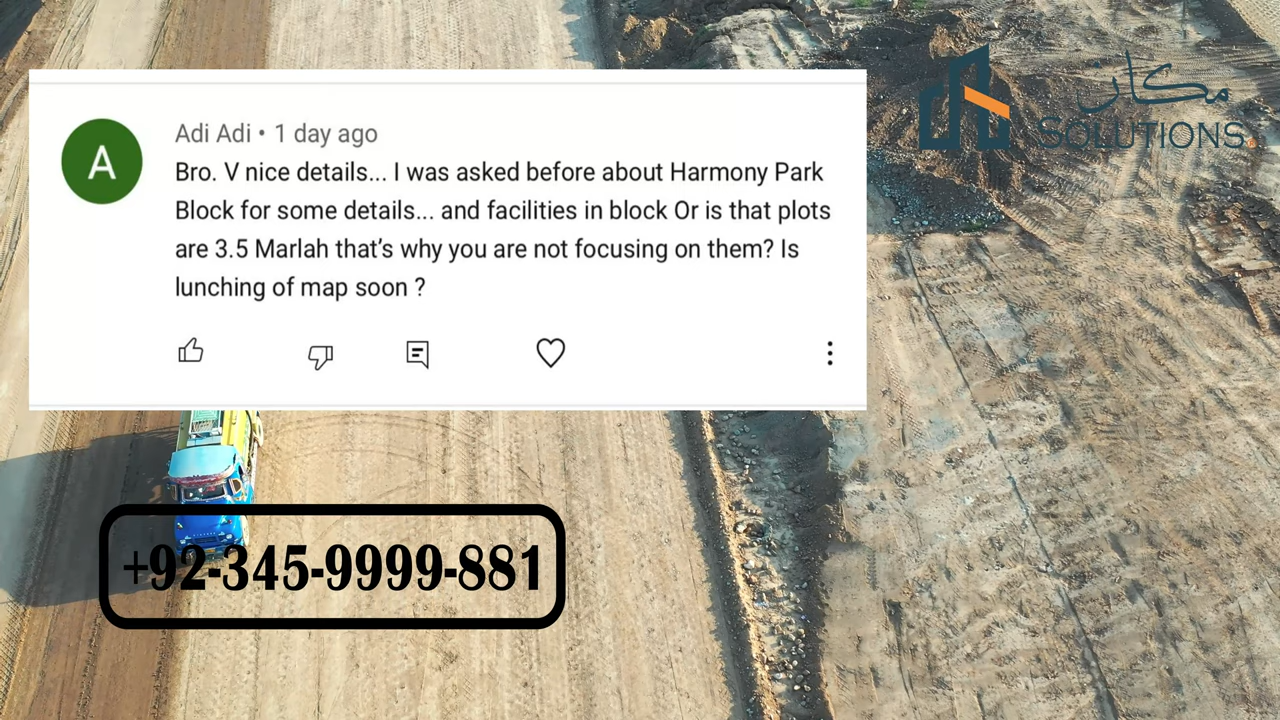 Adi Adi • 1 day ago
A
Bro. V nice details... I was asked before about Harmony Park
Block for some details... and facilities in block Or is that plots
are 3.5 Marlah that's why you are not focusing on them? Is
lunching of map soon ?
مکان
SOLUTIONS
+92-345-9999-881